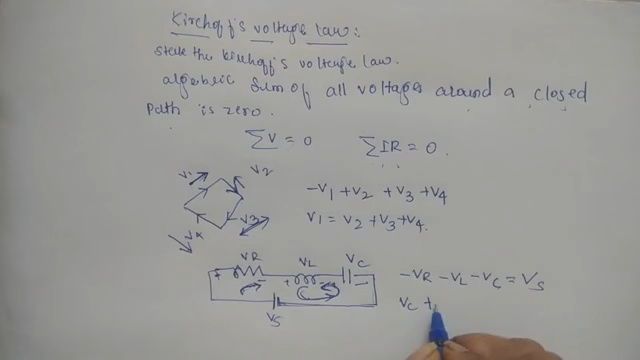 Kirchoff's voltage law:
State the Kirchoff's voltage law.
algebric sum of all voltages around a closed
path is zero.
∑V = 0 ∑IR = 0.
V1 V2
V3
V4
-V1 + V2 + V3 + V4
V1 = V2 + V3 + V4.
VR VL VC
+ - + -
VS
-VR - VL - VC = VS
VC +